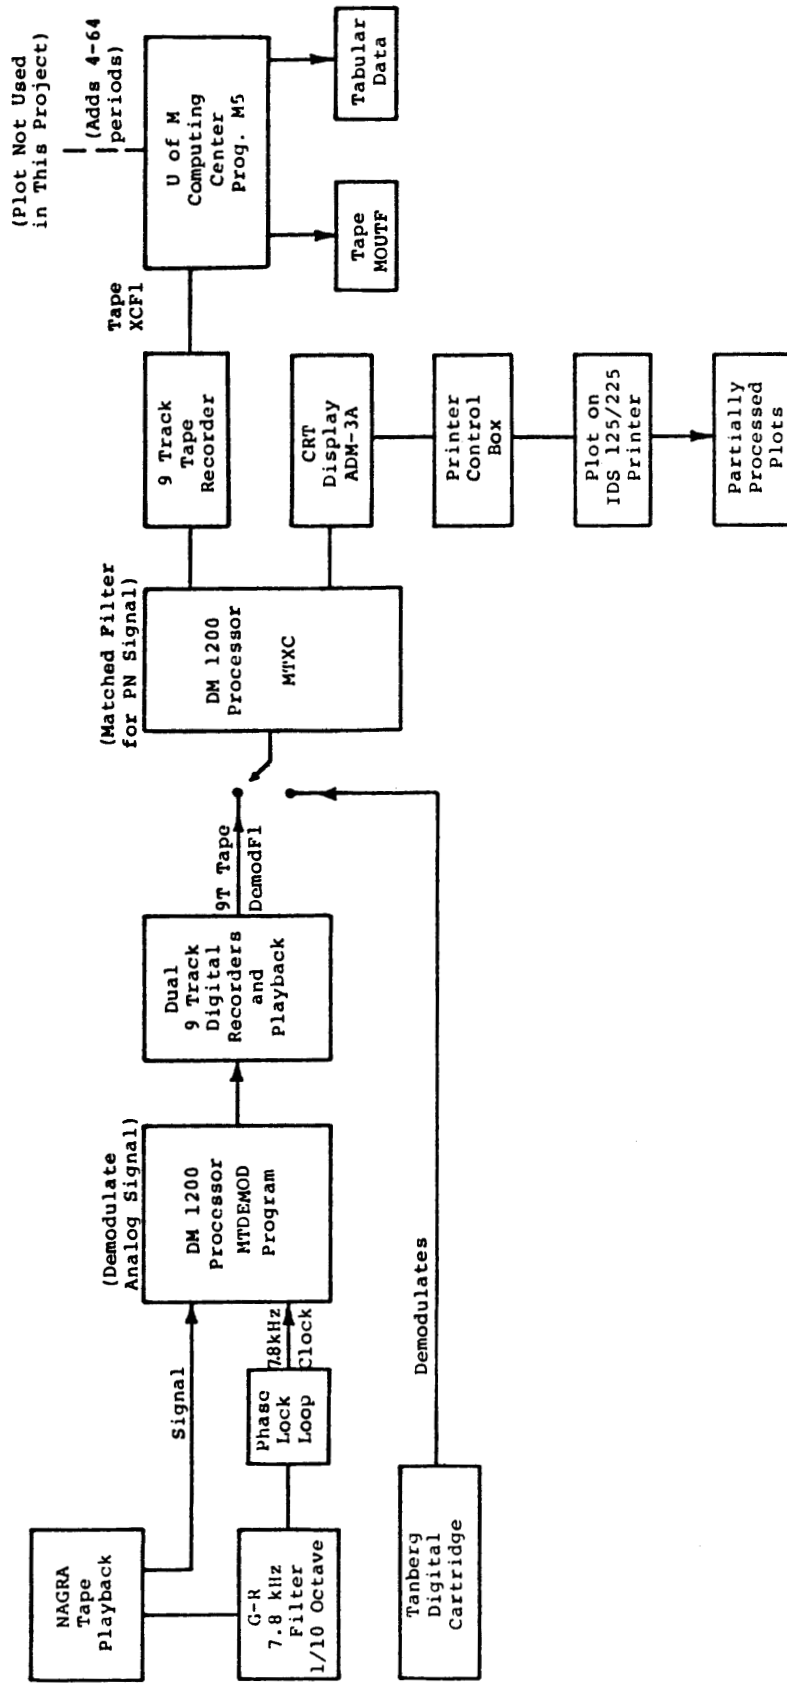 NAGRA
Tape
Playback
Signal
G-R
7.8 kHz
Filter
1/10 Octave
Phase
Lock
Loop
7.8kHz
Clock
Tanberg
Digital
Cartridge
Demodulates
(Demodulate
Analog Signal)
DM 1200
Processor
MTDEMOD
Program
Dual
9 Track
Digital
Recorders
and
Playback
9T Tape
DemodFl
(Matched Filter
for PN Signal)
DM 1200
Processor
MTXC
9 Track
Tape
Recorder
CRT
Display
ADM-3A
Printer
Control
Box
Plot on
IDS 125/225
Printer
Partially
Processed
Plots
Tape
XCFl
(Plot Not Used
in This Project)
(Adds 4-64
periods)
U of M
Computing
Center
Prog. M5
Tape
MOUTF
Tabular
Data